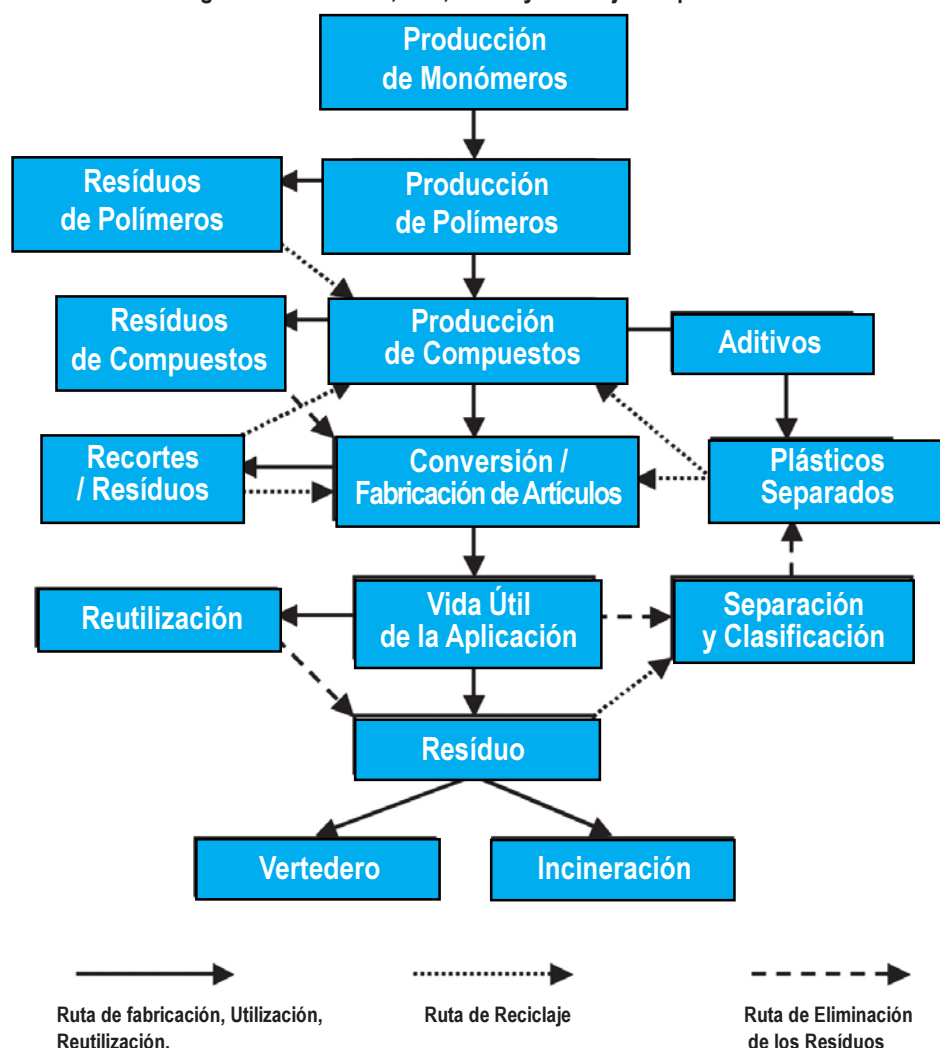 Producción
de Monómeros
Resíduos
de Polímeros
Producción
de Polímeros
Resíduos
de Compuestos
Producción
de Compuestos
Aditivos
Recortes
/ Resíduos
Conversión /
Fabricación de Artículos
Plásticos
Separados
Reutilización
Vida Útil
de la Aplicación
Separación
y Clasificación
Resíduo
Vertedero
Incineración
Ruta de fabricación, Utilización,
Reutilización.
Ruta de Reciclaje
Ruta de Eliminación
de los Resíduos